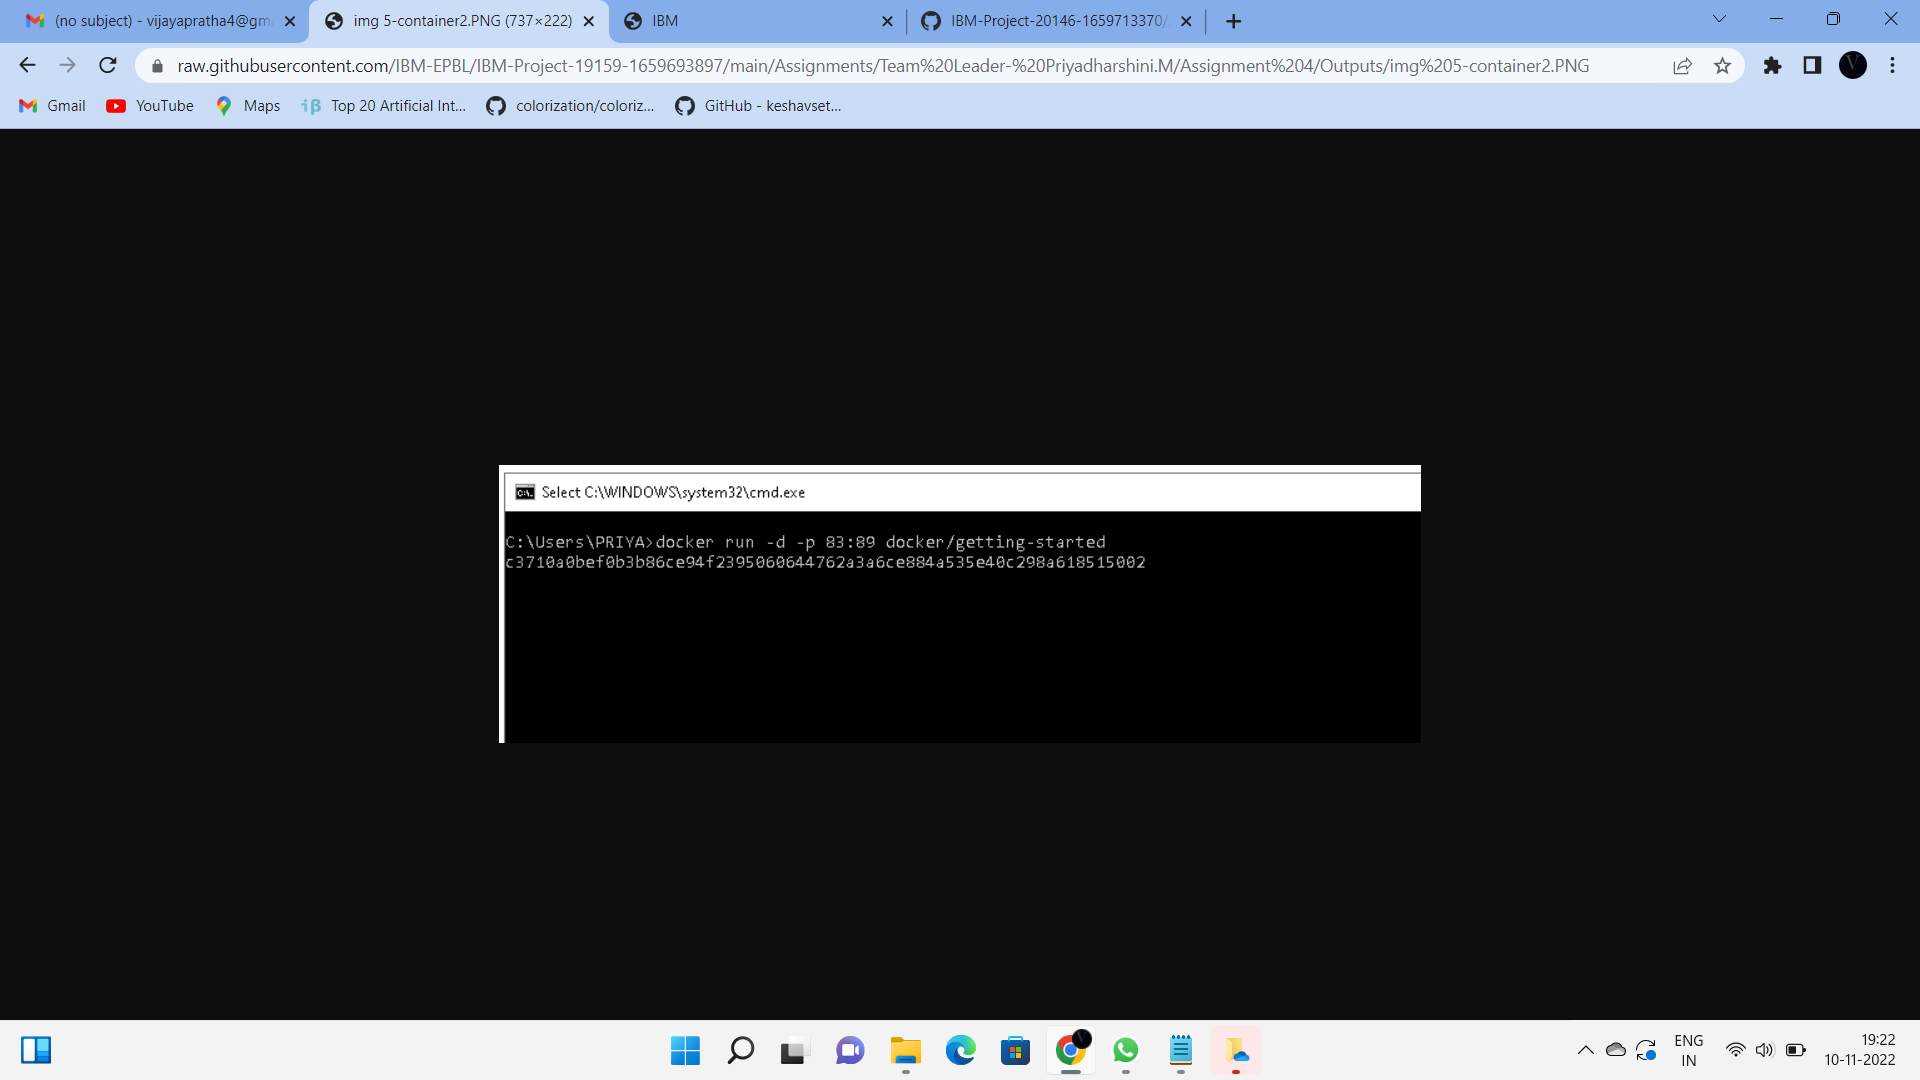 (no subject) - vijayapratha4@gm
img 5-container2.PNG (737×222)
IBM
IBM-Project-20146-1659713370/
raw.githubusercontent.com/IBM-EPBL/IBM-Project-19159-1659693897/main/Assignments/Team%20Leader-%20Priyadharshini.M/Assignment%204/Outputs/img%205-container2.PNG
V
Gmail
YouTube
Maps
iβ
Top 20 Artificial Int...
colorization/coloriz...
GitHub - keshavset...
C:\.
Select C:\WINDOWS\system32\cmd.exe
C:\Users\PRIYA>docker run -d -p 83:89 docker/getting-started
c3710a0bef0b3b86ce94f2395060644762a3a6ce884a535e40c298a618515002
ENG
IN
19:22
10-11-2022